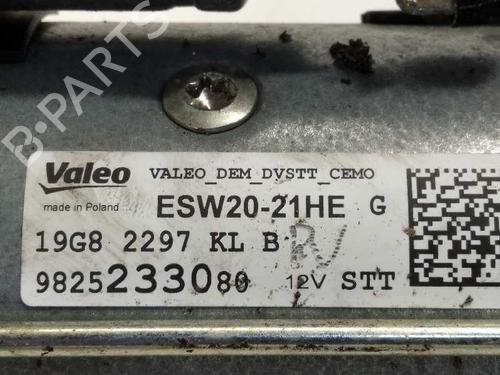 B-PARTS
Valeo VALEO_DEM_DVSTT_CEMO
made in Poland ESW20-21HE G
19G8 2297 KL B
9825233080 12V STT